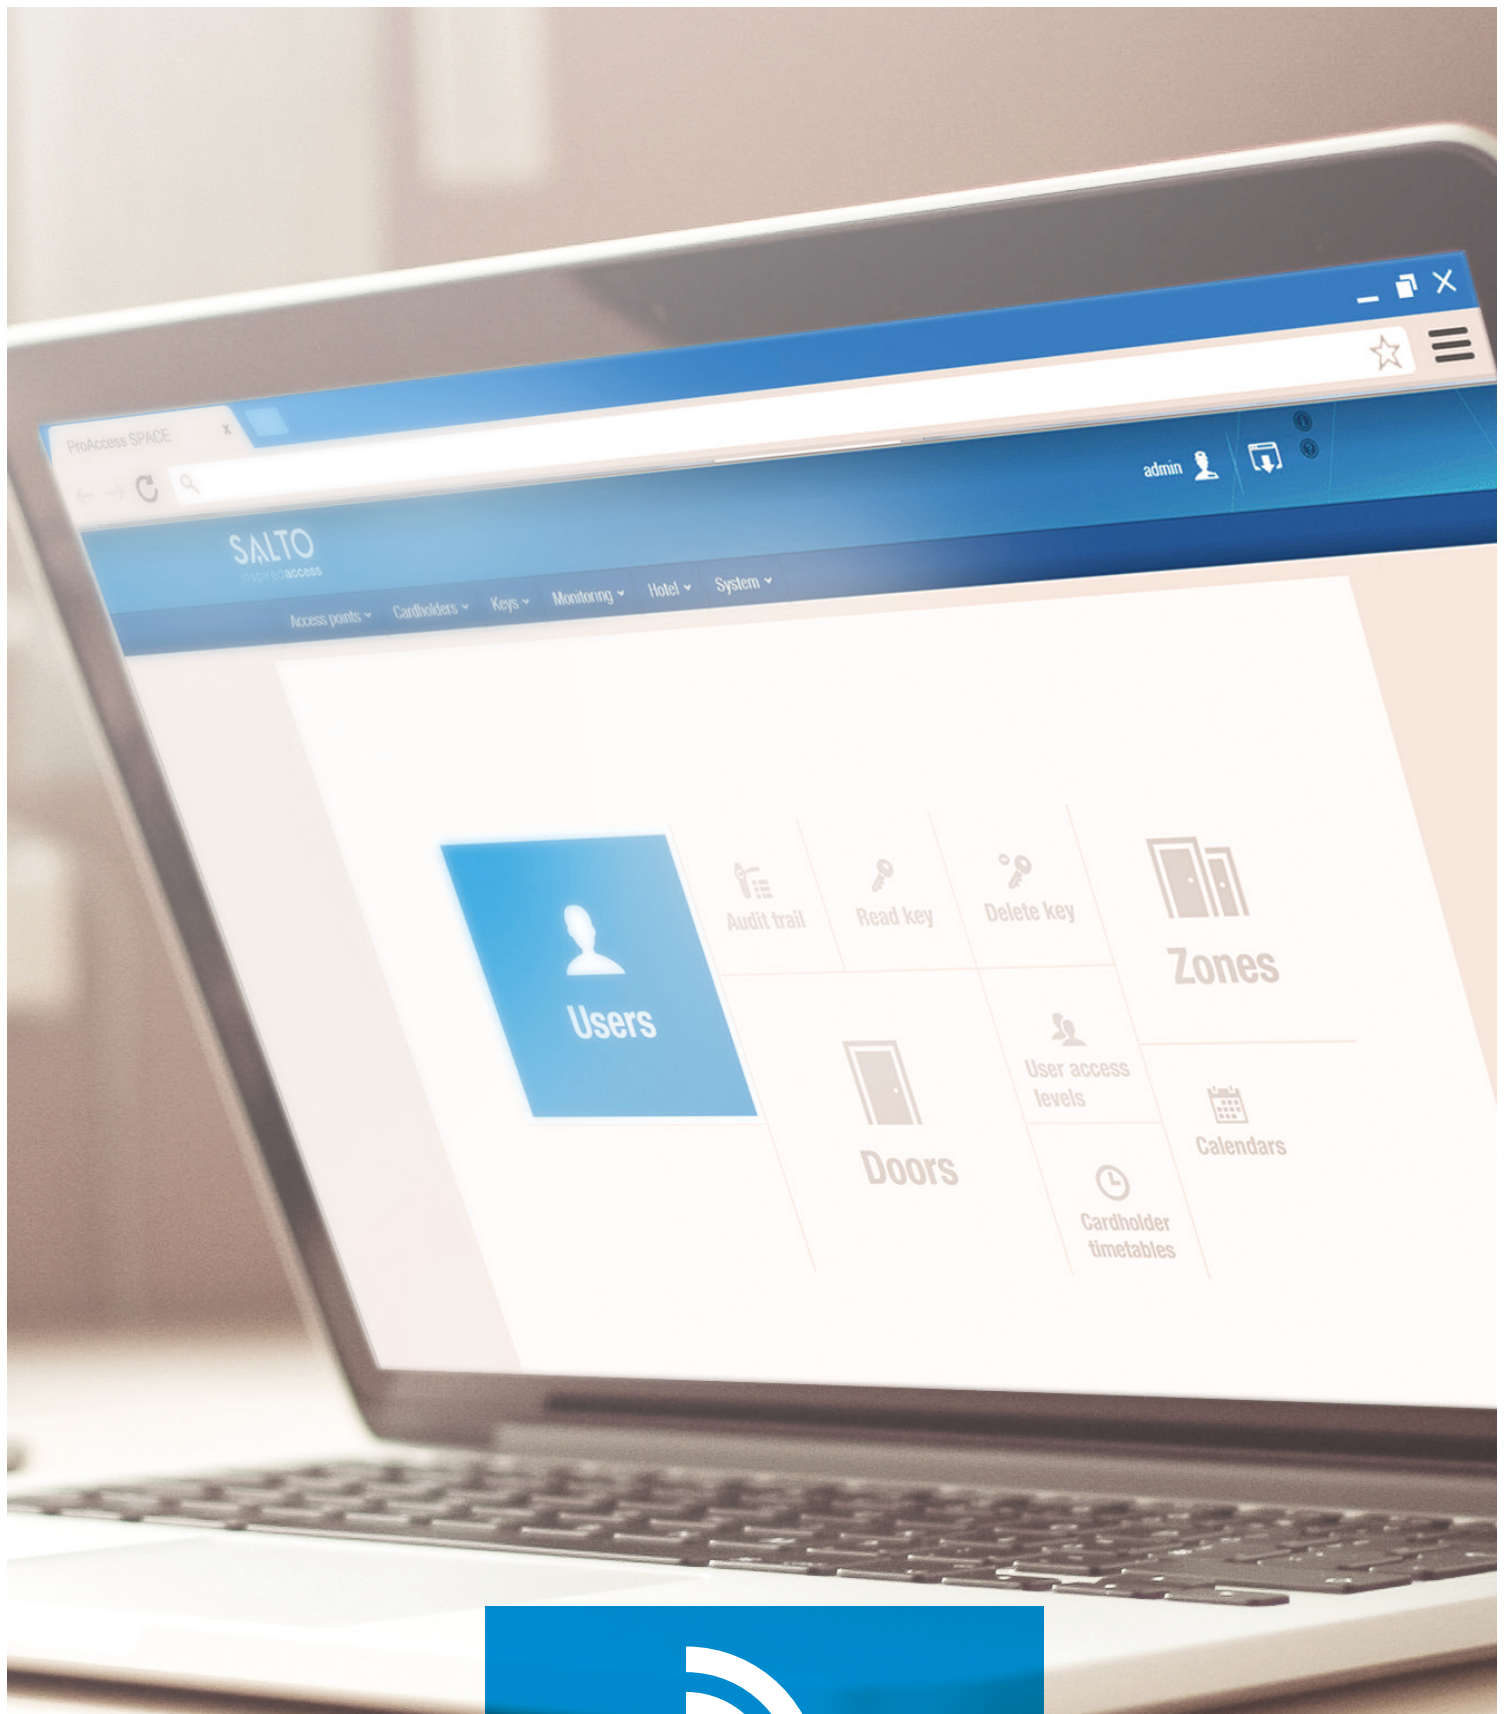 ProAccess SPACE x
admin
SALTO
inspiredaccess
Access points Cardholders Keys Monitoring Hotel System
Users
Audit trail
Read key
Delete key
Zones
Doors
User access
levels
Calendars
Cardholder
timetables